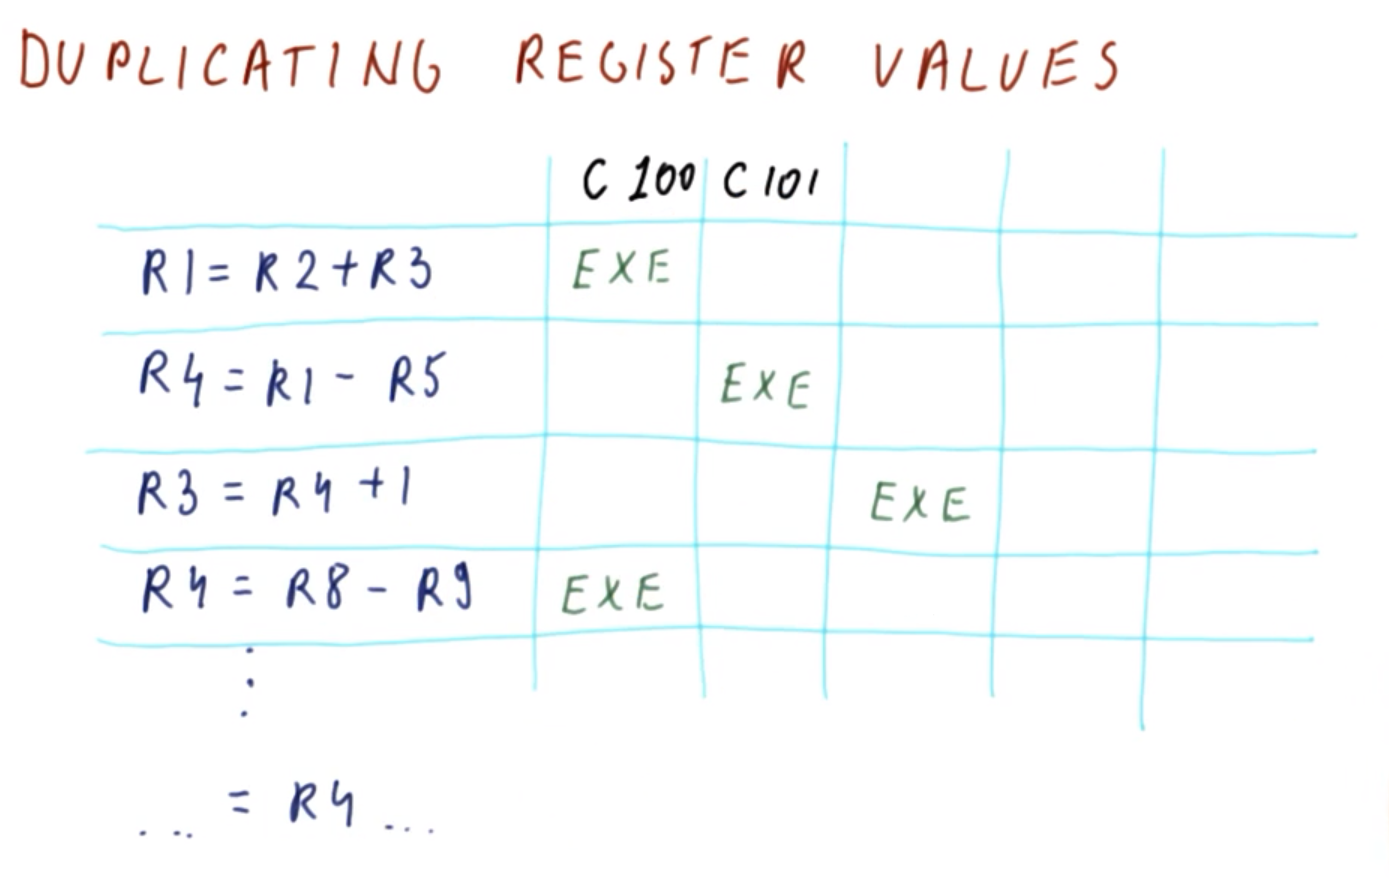 DUPLICATING REGISTER VALUES
C 100 C 101
R1 = R2 + R3 EXE
R4 = R1 - R5 EXE
R3 = R4 + 1 EXE
R4 = R8 - R9 EXE
⋮
... = R4 ...